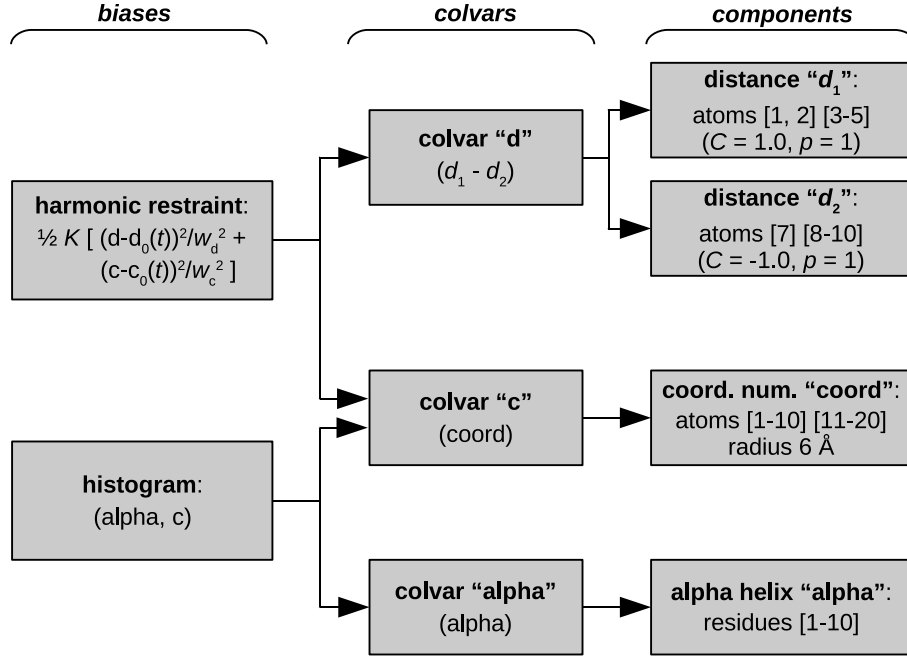 biases
colvars
components
harmonic restraint:
½ K [ (d-d₀(t))²/w_d² +
(c-c₀(t))²/w_c² ]
histogram:
(alpha, c)
colvar “d”
(d₁ - d₂)
colvar “c”
(coord)
colvar “alpha”
(alpha)
distance “d₁”:
atoms [1, 2] [3-5]
(C = 1.0, p = 1)
distance “d₂”:
atoms [7] [8-10]
(C = -1.0, p = 1)
coord. num. “coord”:
atoms [1-10] [11-20]
radius 6 Å
alpha helix “alpha”:
residues [1-10]